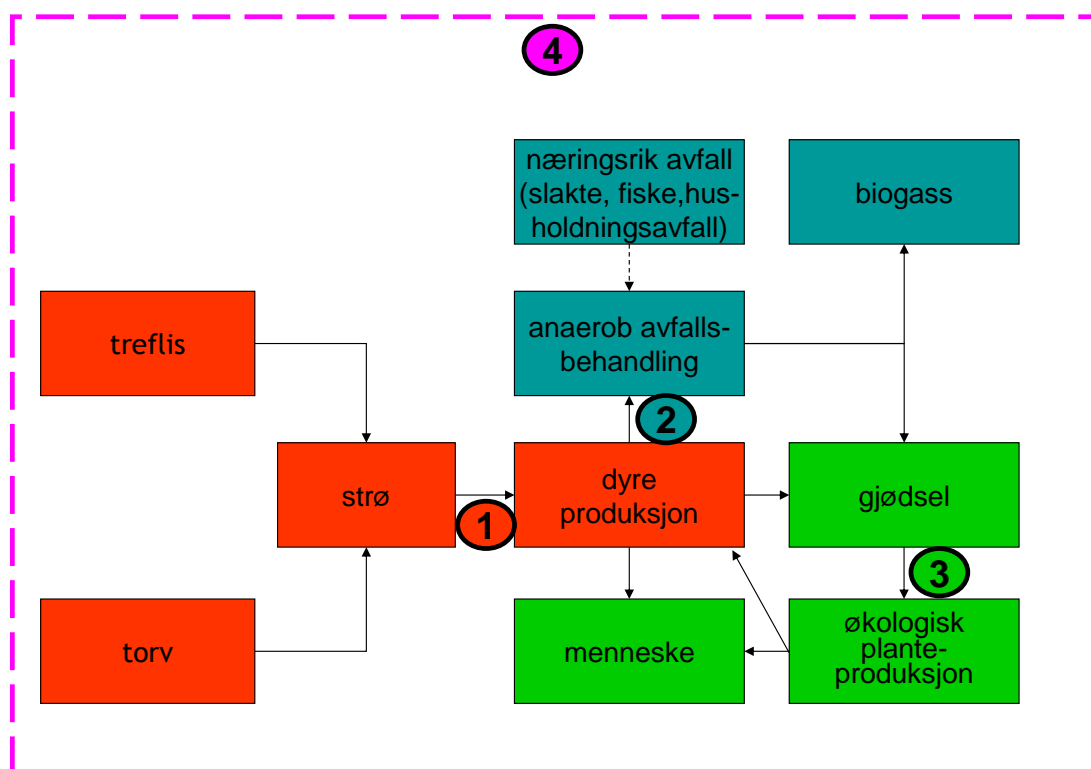 4
næringsrik avfall
(slakte, fiske,hus-
holdningsavfall)
biogass
treflis
anaerob avfalls-
behandling
2
strø
1
dyre
produksjon
gjødsel
3
torv
menneske
økologisk
plante-
produksjon